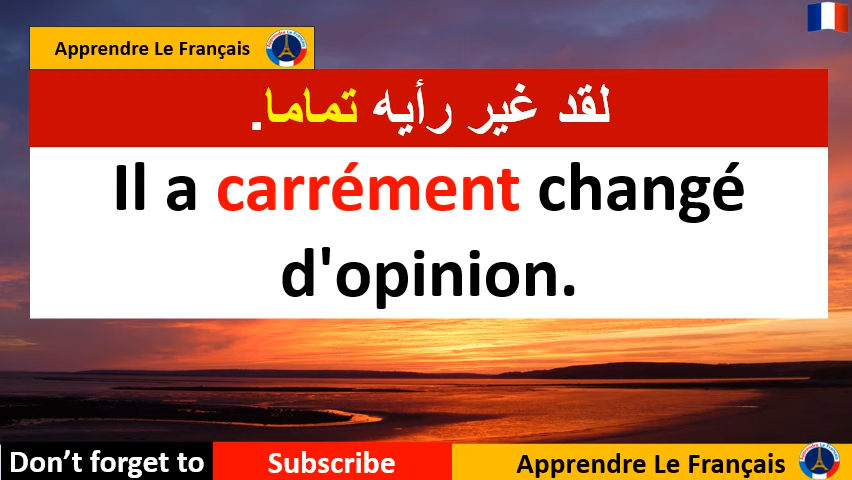 Apprendre Le Français
لقد غير رأيه تماما.
Il a carrément changé
d'opinion.
Don’t forget to
Subscribe
Apprendre Le Français